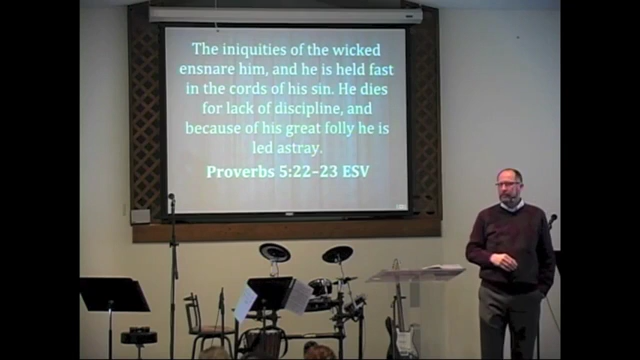 The iniquities of the wicked
ensnare him, and he is held fast
in the cords of his sin. He dies
for lack of discipline, and
because of his great folly he is
led astray.
Proverbs 5:22–23 ESV